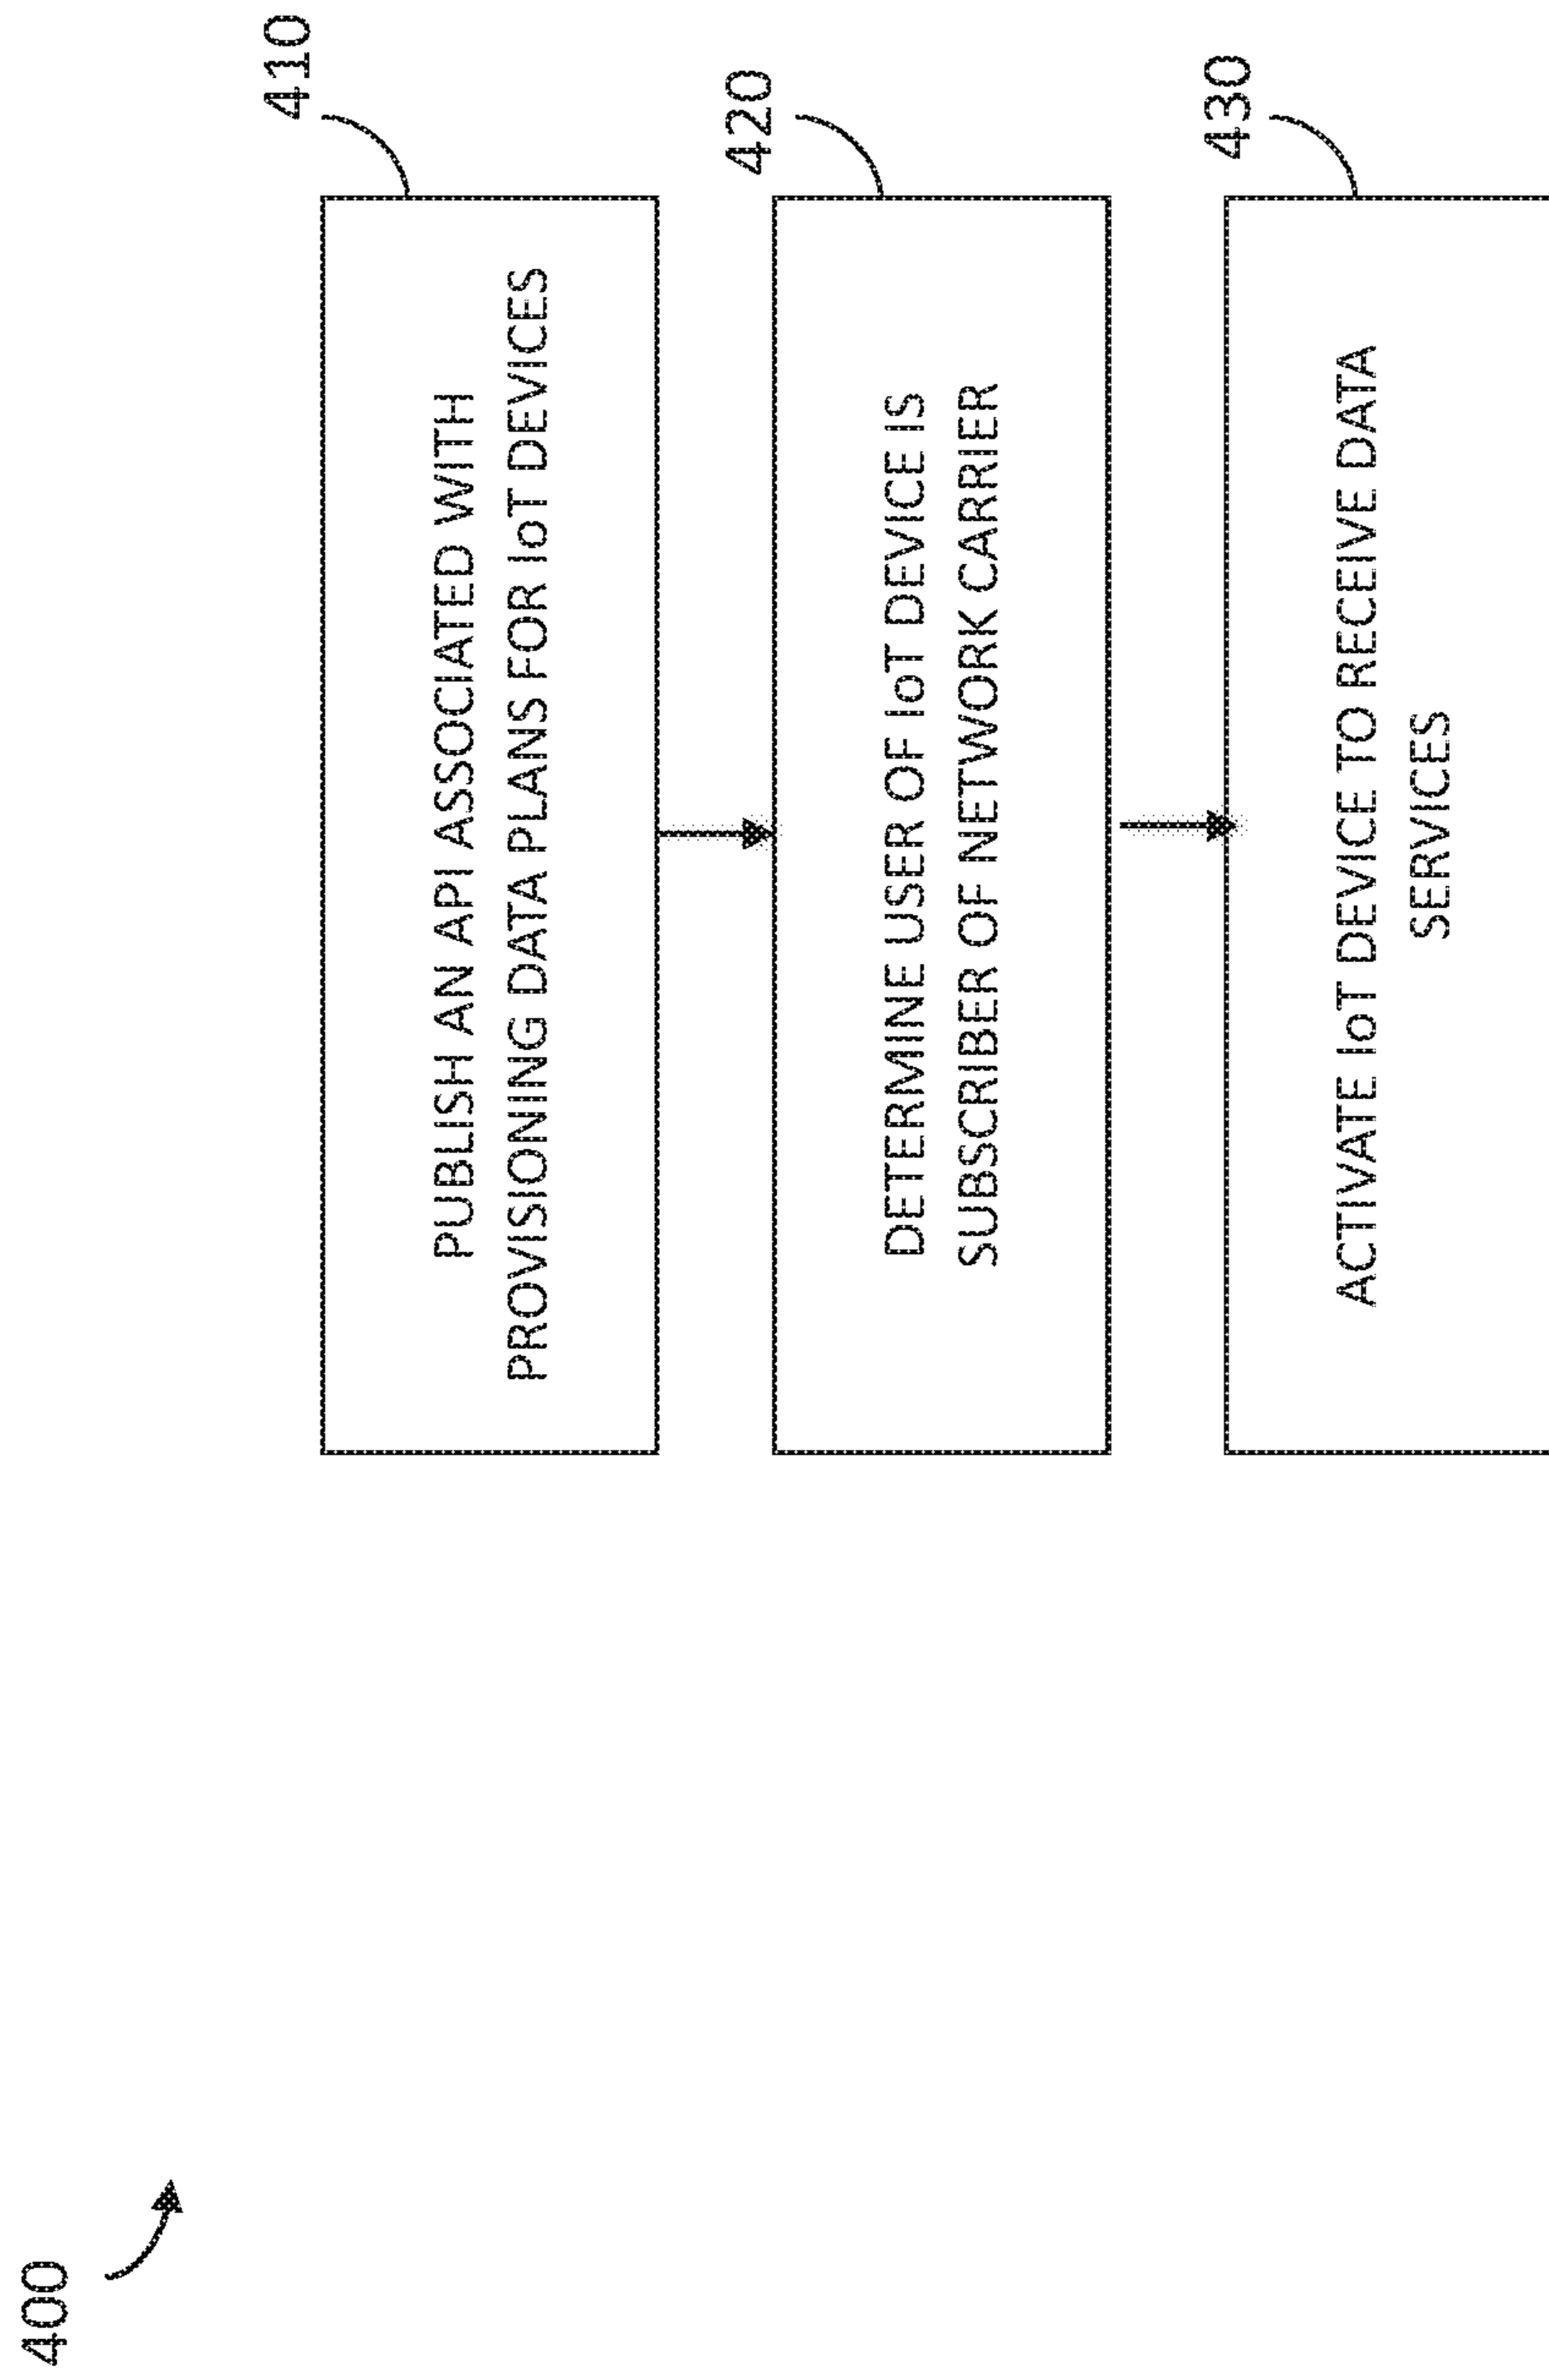 400
410
PUBLISH AN API ASSOCIATED WITH
PROVISIONING DATA PLANS FOR IoT DEVICES
420
DETERMINE USER OF IoT DEVICE IS
SUBSCRIBER OF NETWORK CARRIER
430
ACTIVATE IoT DEVICE TO RECEIVE DATA
SERVICES